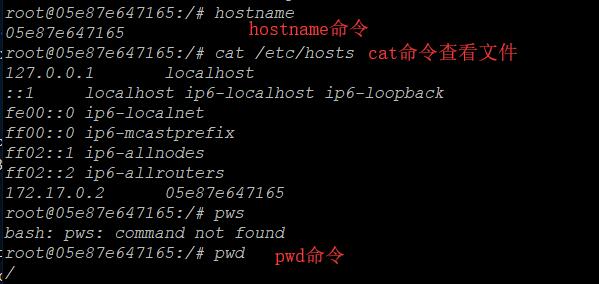 root@05e87e647165:/# hostname
hostname命令
05e87e647165
root@05e87e647165:/# cat /etc/hosts cat命令查看文件
127.0.0.1 localhost
::1 localhost ip6-localhost ip6-loopback
fe00::0 ip6-localnet
ff00::0 ip6-mcastprefix
ff02::1 ip6-allnodes
ff02::2 ip6-allrouters
172.17.0.2 05e87e647165
root@05e87e647165:/# pws
bash: pws: command not found
root@05e87e647165:/# pwd pwd命令
/